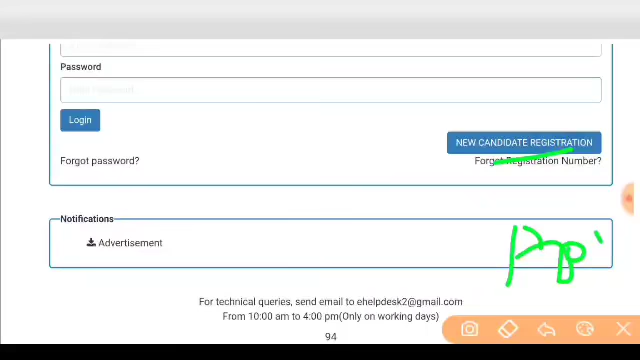 Password
Login
NEW CANDIDATE REGISTRATION
Forgot password?
Forgot Registration Number?
Notifications
Advertisement
For technical queries, send email to ehelpdesk2@gmail.com
From 10:00 am to 4:00 pm(Only on working days)
94